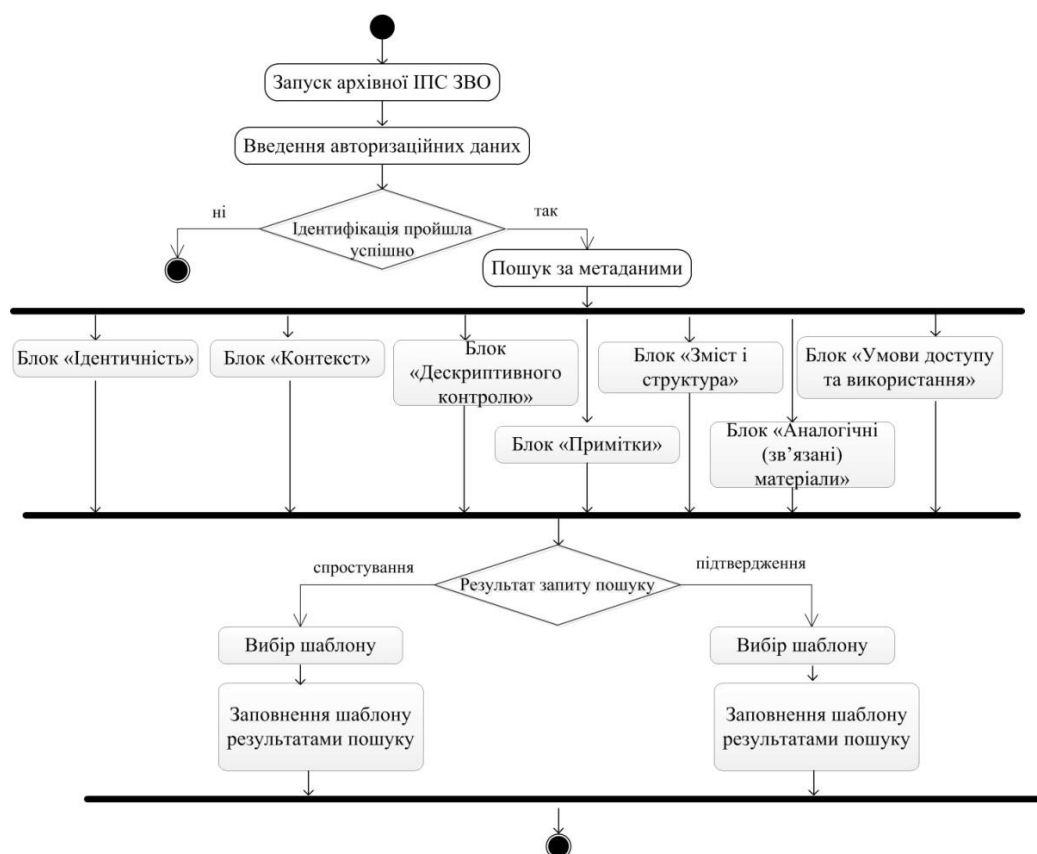 Запуск архівної ІПС ЗВО
Введення авторизаційних даних
ні
так
Ідентифікація пройшла
успішно
Пошук за метаданими
Блок «Ідентичність»
Блок «Контекст»
Блок
«Дескриптивного
контролю»
Блок «Зміст і
структура»
Блок «Умови доступу
та використання»
Блок «Примітки»
Блок «Аналогічні
(зв’язані)
матеріали»
спростування
Результат запиту пошуку
підтвердження
Вибір шаблону
Вибір шаблону
Заповнення шаблону
результатами пошуку
Заповнення шаблону
результатами пошуку